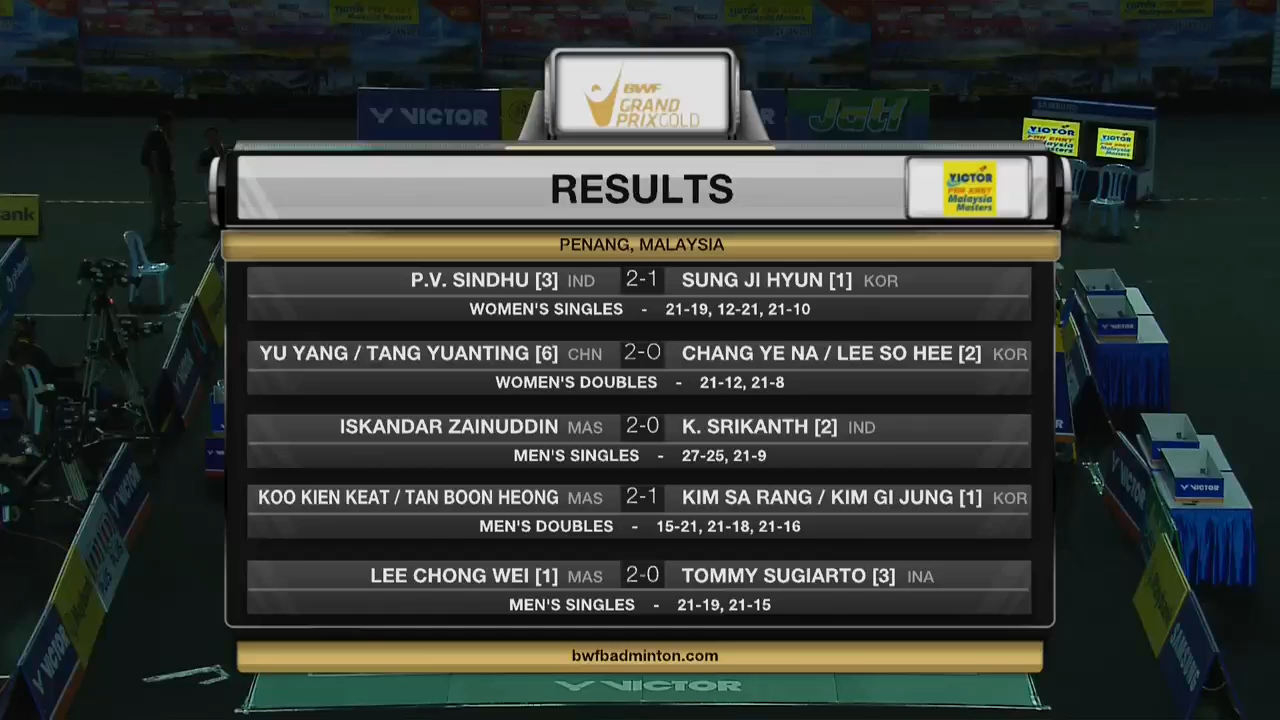 BWF
GRAND
PRIXGOLD
VICTOR
Jati
RESULTS
VICTOR
Malaysia
Masters
PENANG, MALAYSIA
P.V. SINDHU [3] IND 2-1 SUNG JI HYUN [1] KOR
WOMEN'S SINGLES - 21-19, 12-21, 21-10
YU YANG / TANG YUANTING [6] CHN 2-0 CHANG YE NA / LEE SO HEE [2] KOR
WOMEN'S DOUBLES - 21-12, 21-8
ISKANDAR ZAINUDDIN MAS 2-0 K. SRIKANTH [2] IND
MEN'S SINGLES - 27-25, 21-9
KOO KIEN KEAT / TAN BOON HEONG MAS 2-1 KIM SA RANG / KIM GI JUNG [1] KOR
MEN'S DOUBLES - 15-21, 21-18, 21-16
LEE CHONG WEI [1] MAS 2-0 TOMMY SUGIARTO [3] INA
MEN'S SINGLES - 21-19, 21-15
bwfbadminton.com
VICTOR